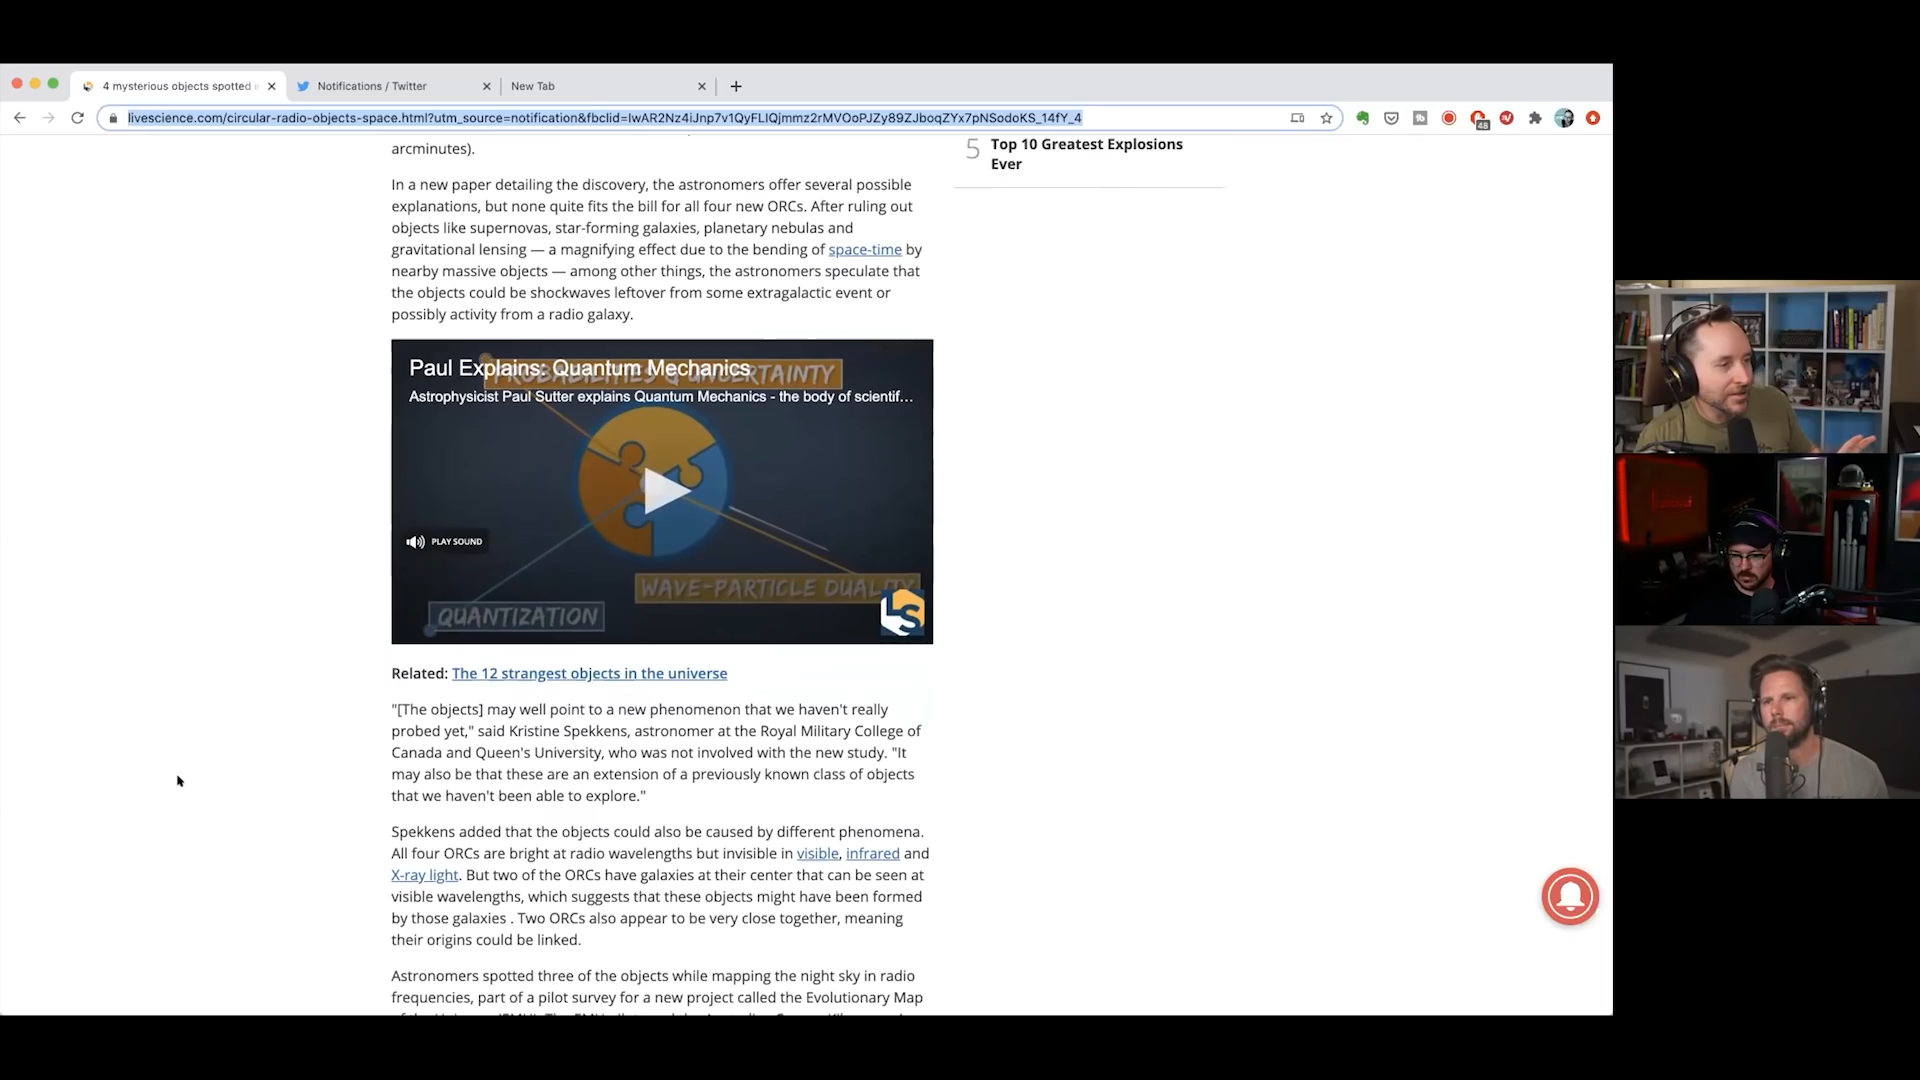 4 mysterious objects spotted
Notifications / Twitter
New Tab
livescience.com/circular-radio-objects-space.html?utm_source=notification&fbclid=IwAR2Nz4iJnp7v1QyFLIQjmmz2rMVOoPJZy89ZJboqZYx7pNSodoKS_14fY_4
48
arcminutes).
5 Top 10 Greatest Explosions
Ever
In a new paper detailing the discovery, the astronomers offer several possible
explanations, but none quite fits the bill for all four new ORCs. After ruling out
objects like supernovas, star-forming galaxies, planetary nebulas and
gravitational lensing — a magnifying effect due to the bending of space-time by
nearby massive objects — among other things, the astronomers speculate that
the objects could be shockwaves leftover from some extragalactic event or
possibly activity from a radio galaxy.
Paul Explains: Quantum Mechanics
PROBABILITIES & UNCERTAINTY
Astrophysicist Paul Sutter explains Quantum Mechanics - the body of scientif...
PLAY SOUND
WAVE-PARTICLE DUALITY
QUANTIZATION
LS
Related: The 12 strangest objects in the universe
"[The objects] may well point to a new phenomenon that we haven't really
probed yet," said Kristine Spekkens, astronomer at the Royal Military College of
Canada and Queen's University, who was not involved with the new study. "It
may also be that these are an extension of a previously known class of objects
that we haven't been able to explore."
Spekkens added that the objects could also be caused by different phenomena.
All four ORCs are bright at radio wavelengths but invisible in visible, infrared and
X-ray light. But two of the ORCs have galaxies at their center that can be seen at
visible wavelengths, which suggests that these objects might have been formed
by those galaxies . Two ORCs also appear to be very close together, meaning
their origins could be linked.
Astronomers spotted three of the objects while mapping the night sky in radio
frequencies, part of a pilot survey for a new project called the Evolutionary Map